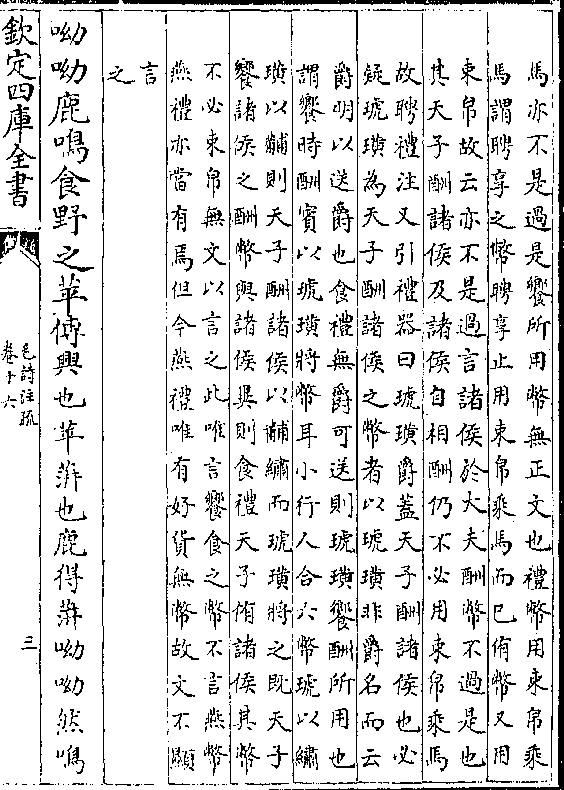 馬亦不是過是饗所用幣無正文也禮幣用束帛乘
馬謂聘享之幣聘享止用束帛乘馬而已侑幣又用
束帛故云亦不是過言諸侯於大夫酬幣不過是也
其天子酬諸侯及諸侯自相酬仍不必用束帛乘馬
故聘禮注又引禮器曰琥璜爵蓋天子酬諸侯也必
疑琥璜為天子酬諸侯之幣者以琥璜非爵名而云
爵明以送爵也食禮無爵可送則琥璜饗酬所用也
謂饗時酬賓以琥璜將幣耳小行人合六幣琥以繡
璜以黼則天子酬諸侯以黼繡而琥璜將之既天子
饗諸侯之酬幣與諸侯異則食禮天子侑諸侯其幣
不必束帛無文以言之此唯言饗食之幣不言燕幣
燕禮亦當有焉但今燕禮唯有好貨無幣故文不顯
言
之
呦呦鹿鳴食野之苹傳興也苹蓱也鹿得蓱呦呦然鳴
欽定四庫全書
毛詩注疏
卷十六
三